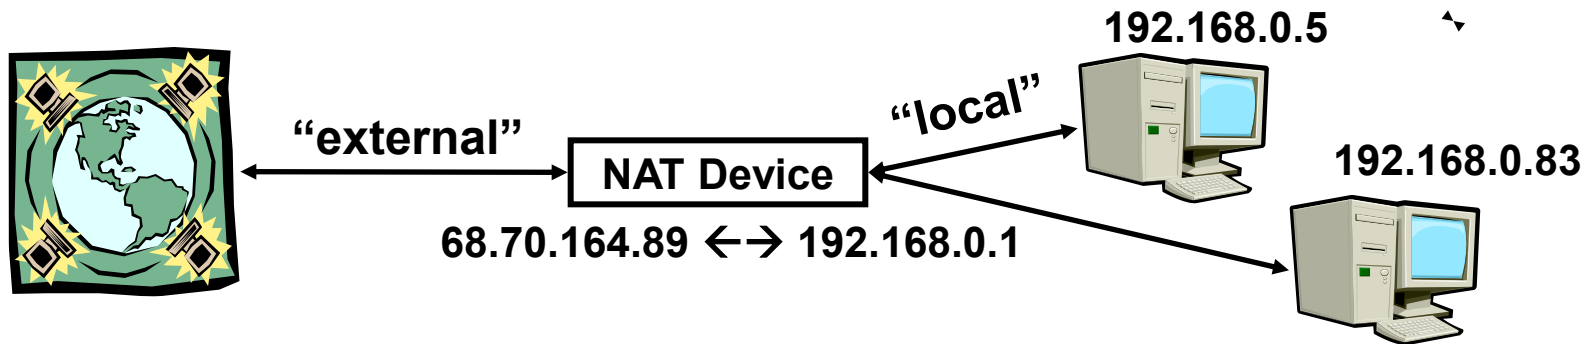 192.168.0.5
“local”
“external”
192.168.0.83
NAT Device
68.70.164.89 ←→ 192.168.0.1